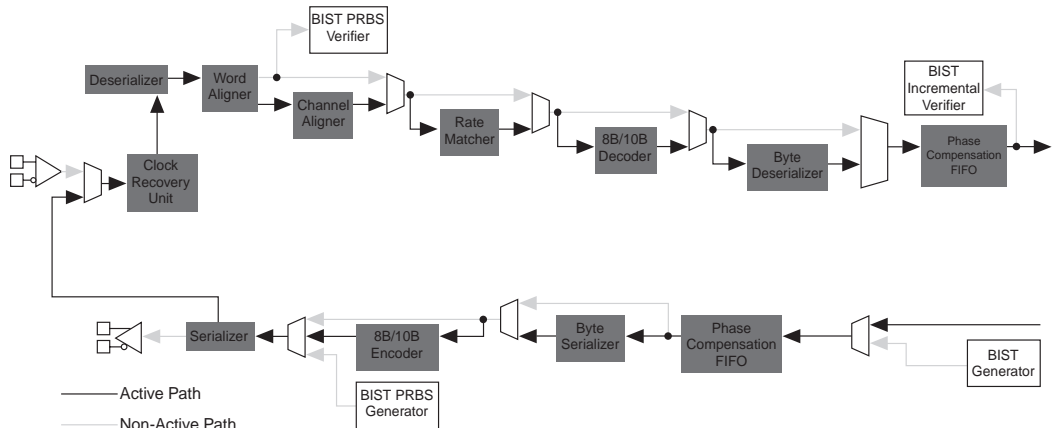 BIST PRBS
Verifier
Deserializer
Word
Aligner
Channel
Aligner
Rate
Matcher
8B/10B
Decoder
Byte
Deserializer
BIST
Incremental
Verifier
Phase
Compensation
FIFO
Clock
Recovery
Unit
Serializer
8B/10B
Encoder
BIST PRBS
Generator
Byte
Serializer
Phase
Compensation
FIFO
BIST
Generator
Active Path
Non-Active Path